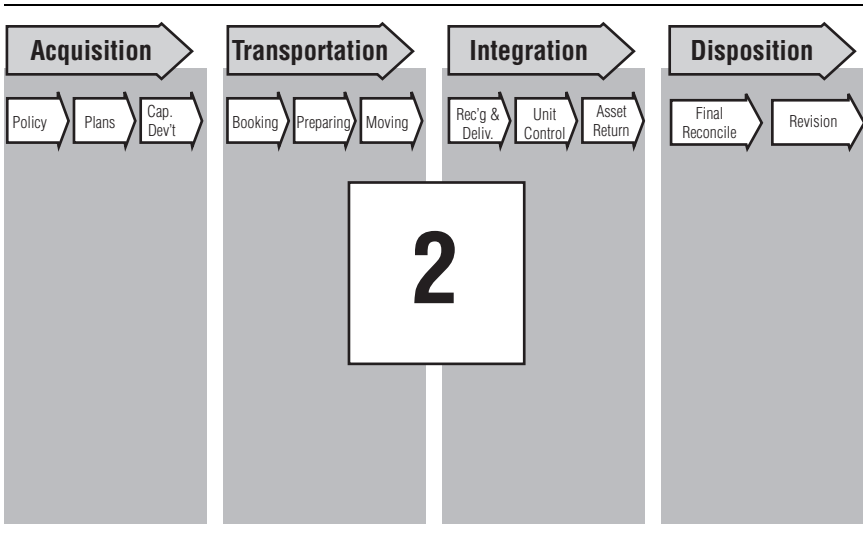 Acquisition
Transportation
Integration
Disposition
Policy
Plans
Cap.
Dev't
Booking
Preparing
Moving
Rec'g &
Deliv.
Unit
Control
Asset
Return
Final
Reconcile
Revision
2